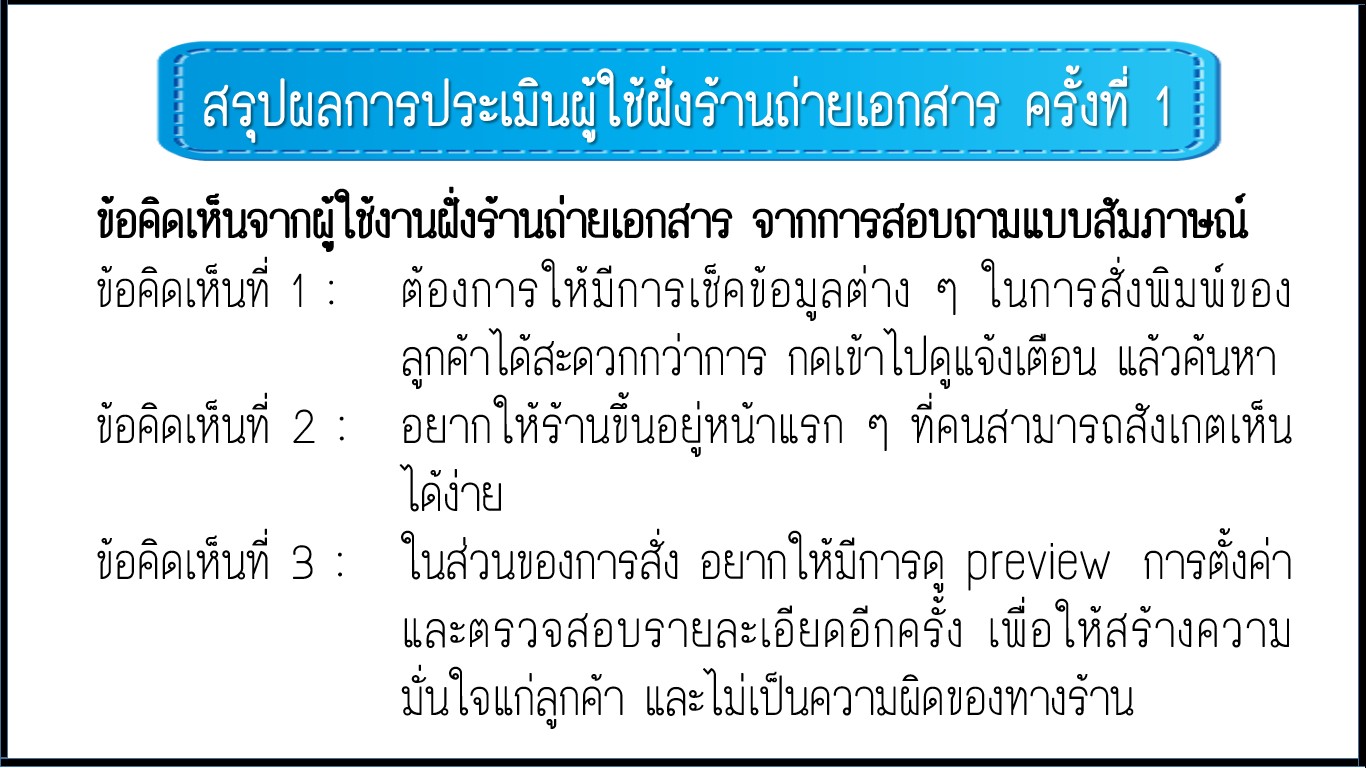 สรุปผลการประเมินผู้ใช้ฝั่งร้านถ่ายเอกสาร ครั้งที่ 1
ข้อคิดเห็นจากผู้ใช้งานฝั่งร้านถ่ายเอกสาร จากการสอบถามแบบสัมภาษณ์
ข้อคิดเห็นที่ 1 : ต้องการให้มีการเช็คข้อมูลต่าง ๆ ในการสั่งพิมพ์ของ
ลูกค้าได้สะดวกกว่าการ กดเข้าไปดูแจ้งเตือน แล้วค้นหา
ข้อคิดเห็นที่ 2 : อยากให้ร้านขึ้นอยู่หน้าแรก ๆ ที่คนสามารถสังเกตเห็น
ได้ง่าย
ข้อคิดเห็นที่ 3 : ในส่วนของการสั่ง อยากให้มีการดู preview การตั้งค่า
และตรวจสอบรายละเอียดอีกครั้ง เพื่อให้สร้างความ
มั่นใจแก่ลูกค้า และไม่เป็นความผิดของทางร้าน